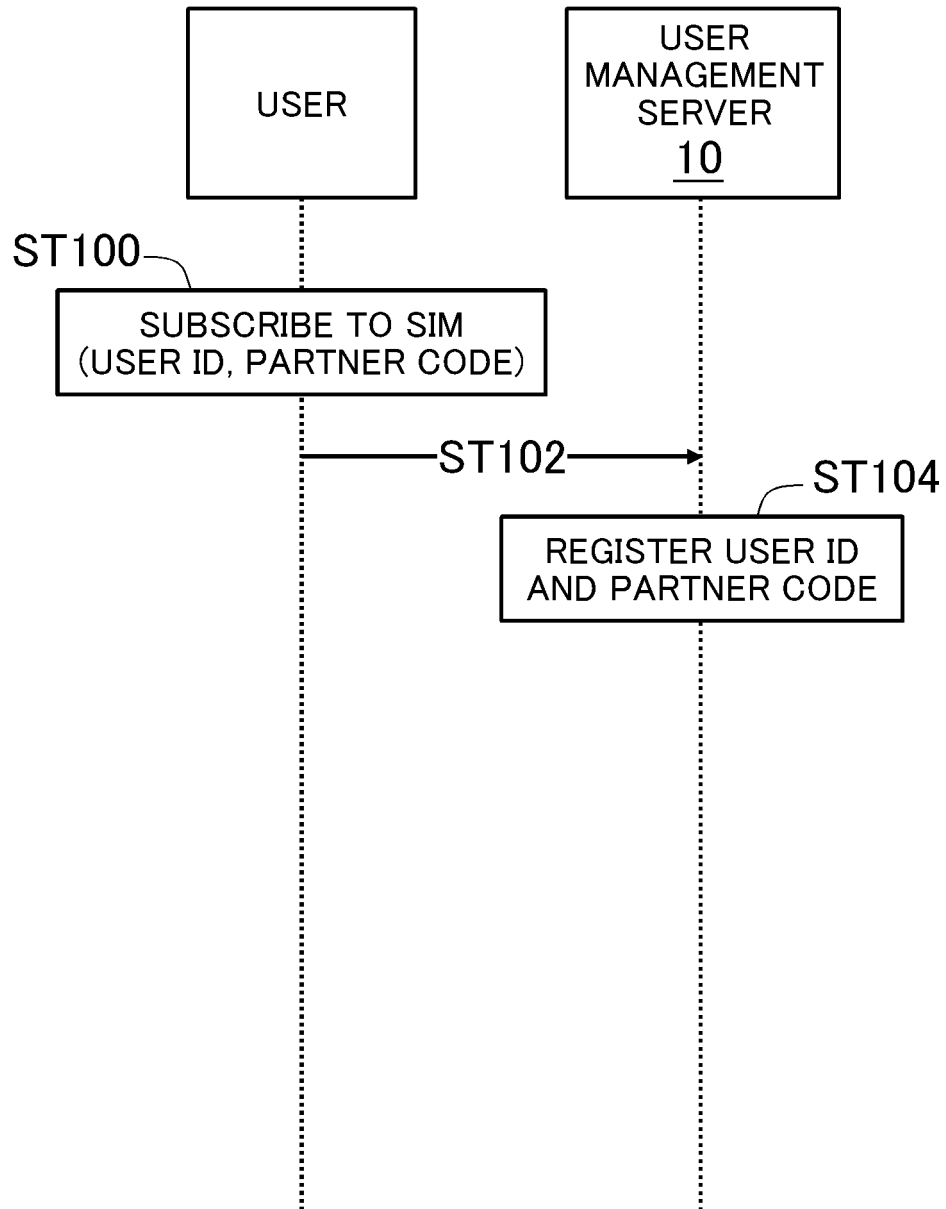 USER
USER
MANAGEMENT
SERVER
10
ST100
SUBSCRIBE TO SIM
(USER ID, PARTNER CODE)
ST102
ST104
REGISTER USER ID
AND PARTNER CODE